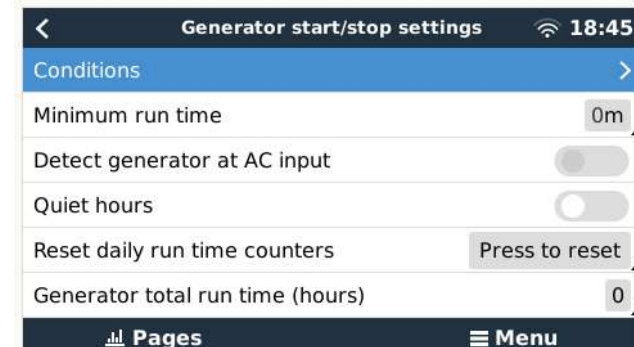 Generator start/stop settings 18:45
Conditions
Minimum run time 0m
Detect generator at AC input
Quiet hours
Reset daily run time counters Press to reset
Generator total run time (hours) 0
Pages Menu